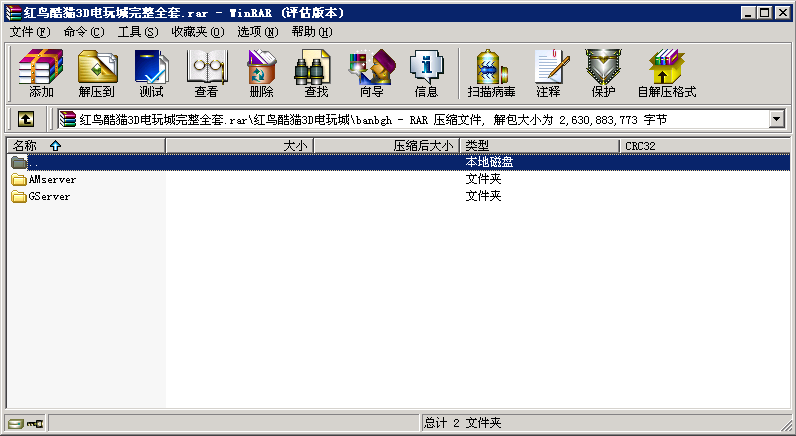 红鸟酷猫3D电玩城完整全套.rar - WinRAR (评估版本)
文件(F) 命令(C) 工具(S) 收藏夹(O) 选项(N) 帮助(H)
添加 解压到 测试 查看 删除 查找 向导 信息 扫描病毒 注释 保护 自解压格式
红鸟酷猫3D电玩城完整全套.rar\红鸟酷猫3D电玩城\banbgh - RAR 压缩文件, 解包大小为 2,630,883,773 字节
名称 大小 压缩后大小 类型 CRC32
.. 本地磁盘
AMserver 文件夹
GServer 文件夹
总计 2 文件夹